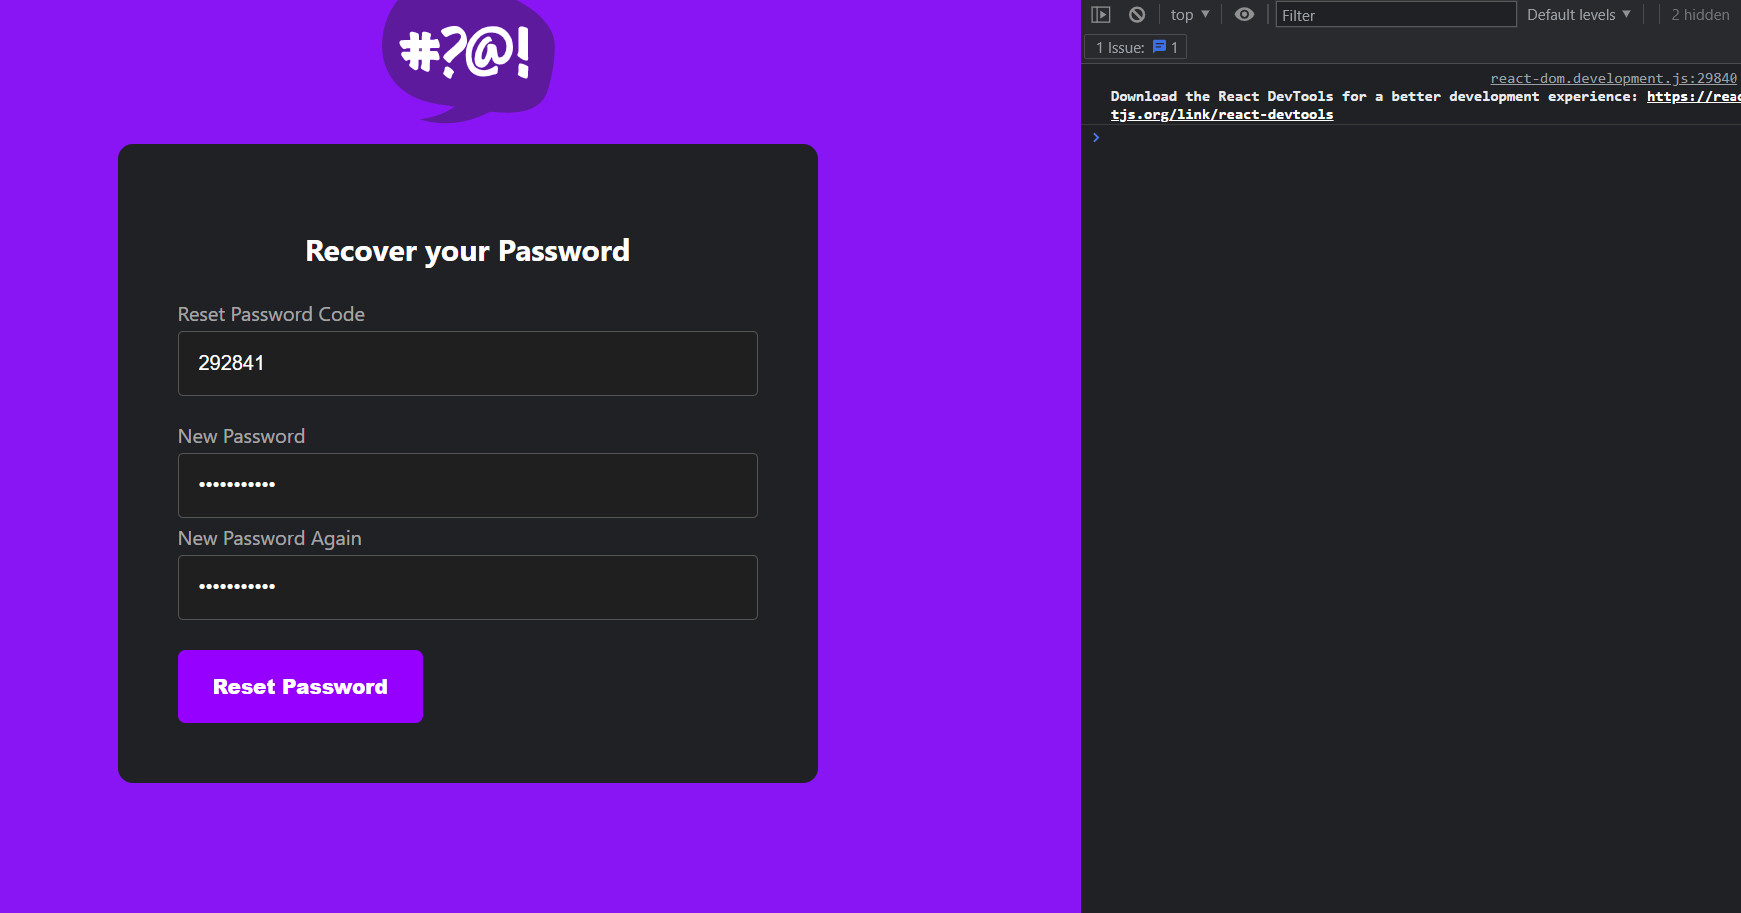 #?@!
Recover your Password
Reset Password Code
292841
New Password
•••••••••••
New Password Again
•••••••••••
Reset Password
top ▼
Filter
Default levels ▼
2 hidden
1 Issue: 1
react-dom.development.js:29840
Download the React DevTools for a better development experience: https://reac
tjs.org/link/react-devtools